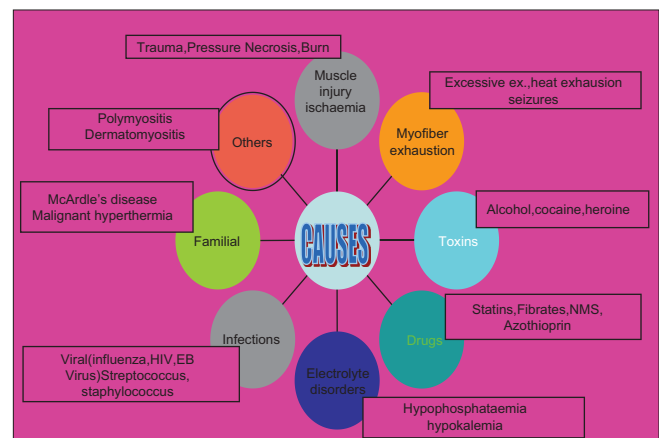 Trauma,Pressure Necrosis,Burn
Muscle
injury
ischaemia
Excessive ex.,heat exhausion
seizures
Myofiber
exhaustion
Polymyositis
Dermatomyositis
Others
McArdle's disease
Malignant hyperthermia
Familial
CAUSES
Alcohol,cocaine,heroine
Toxins
Statins,Fibrates,NMS,
Azothioprin
Drugs
Infections
Viral(influenza,HIV,EB
Virus)Streptococcus,
staphylococcus
Electrolyte
disorders
Hypophosphataemia
hypokalemia